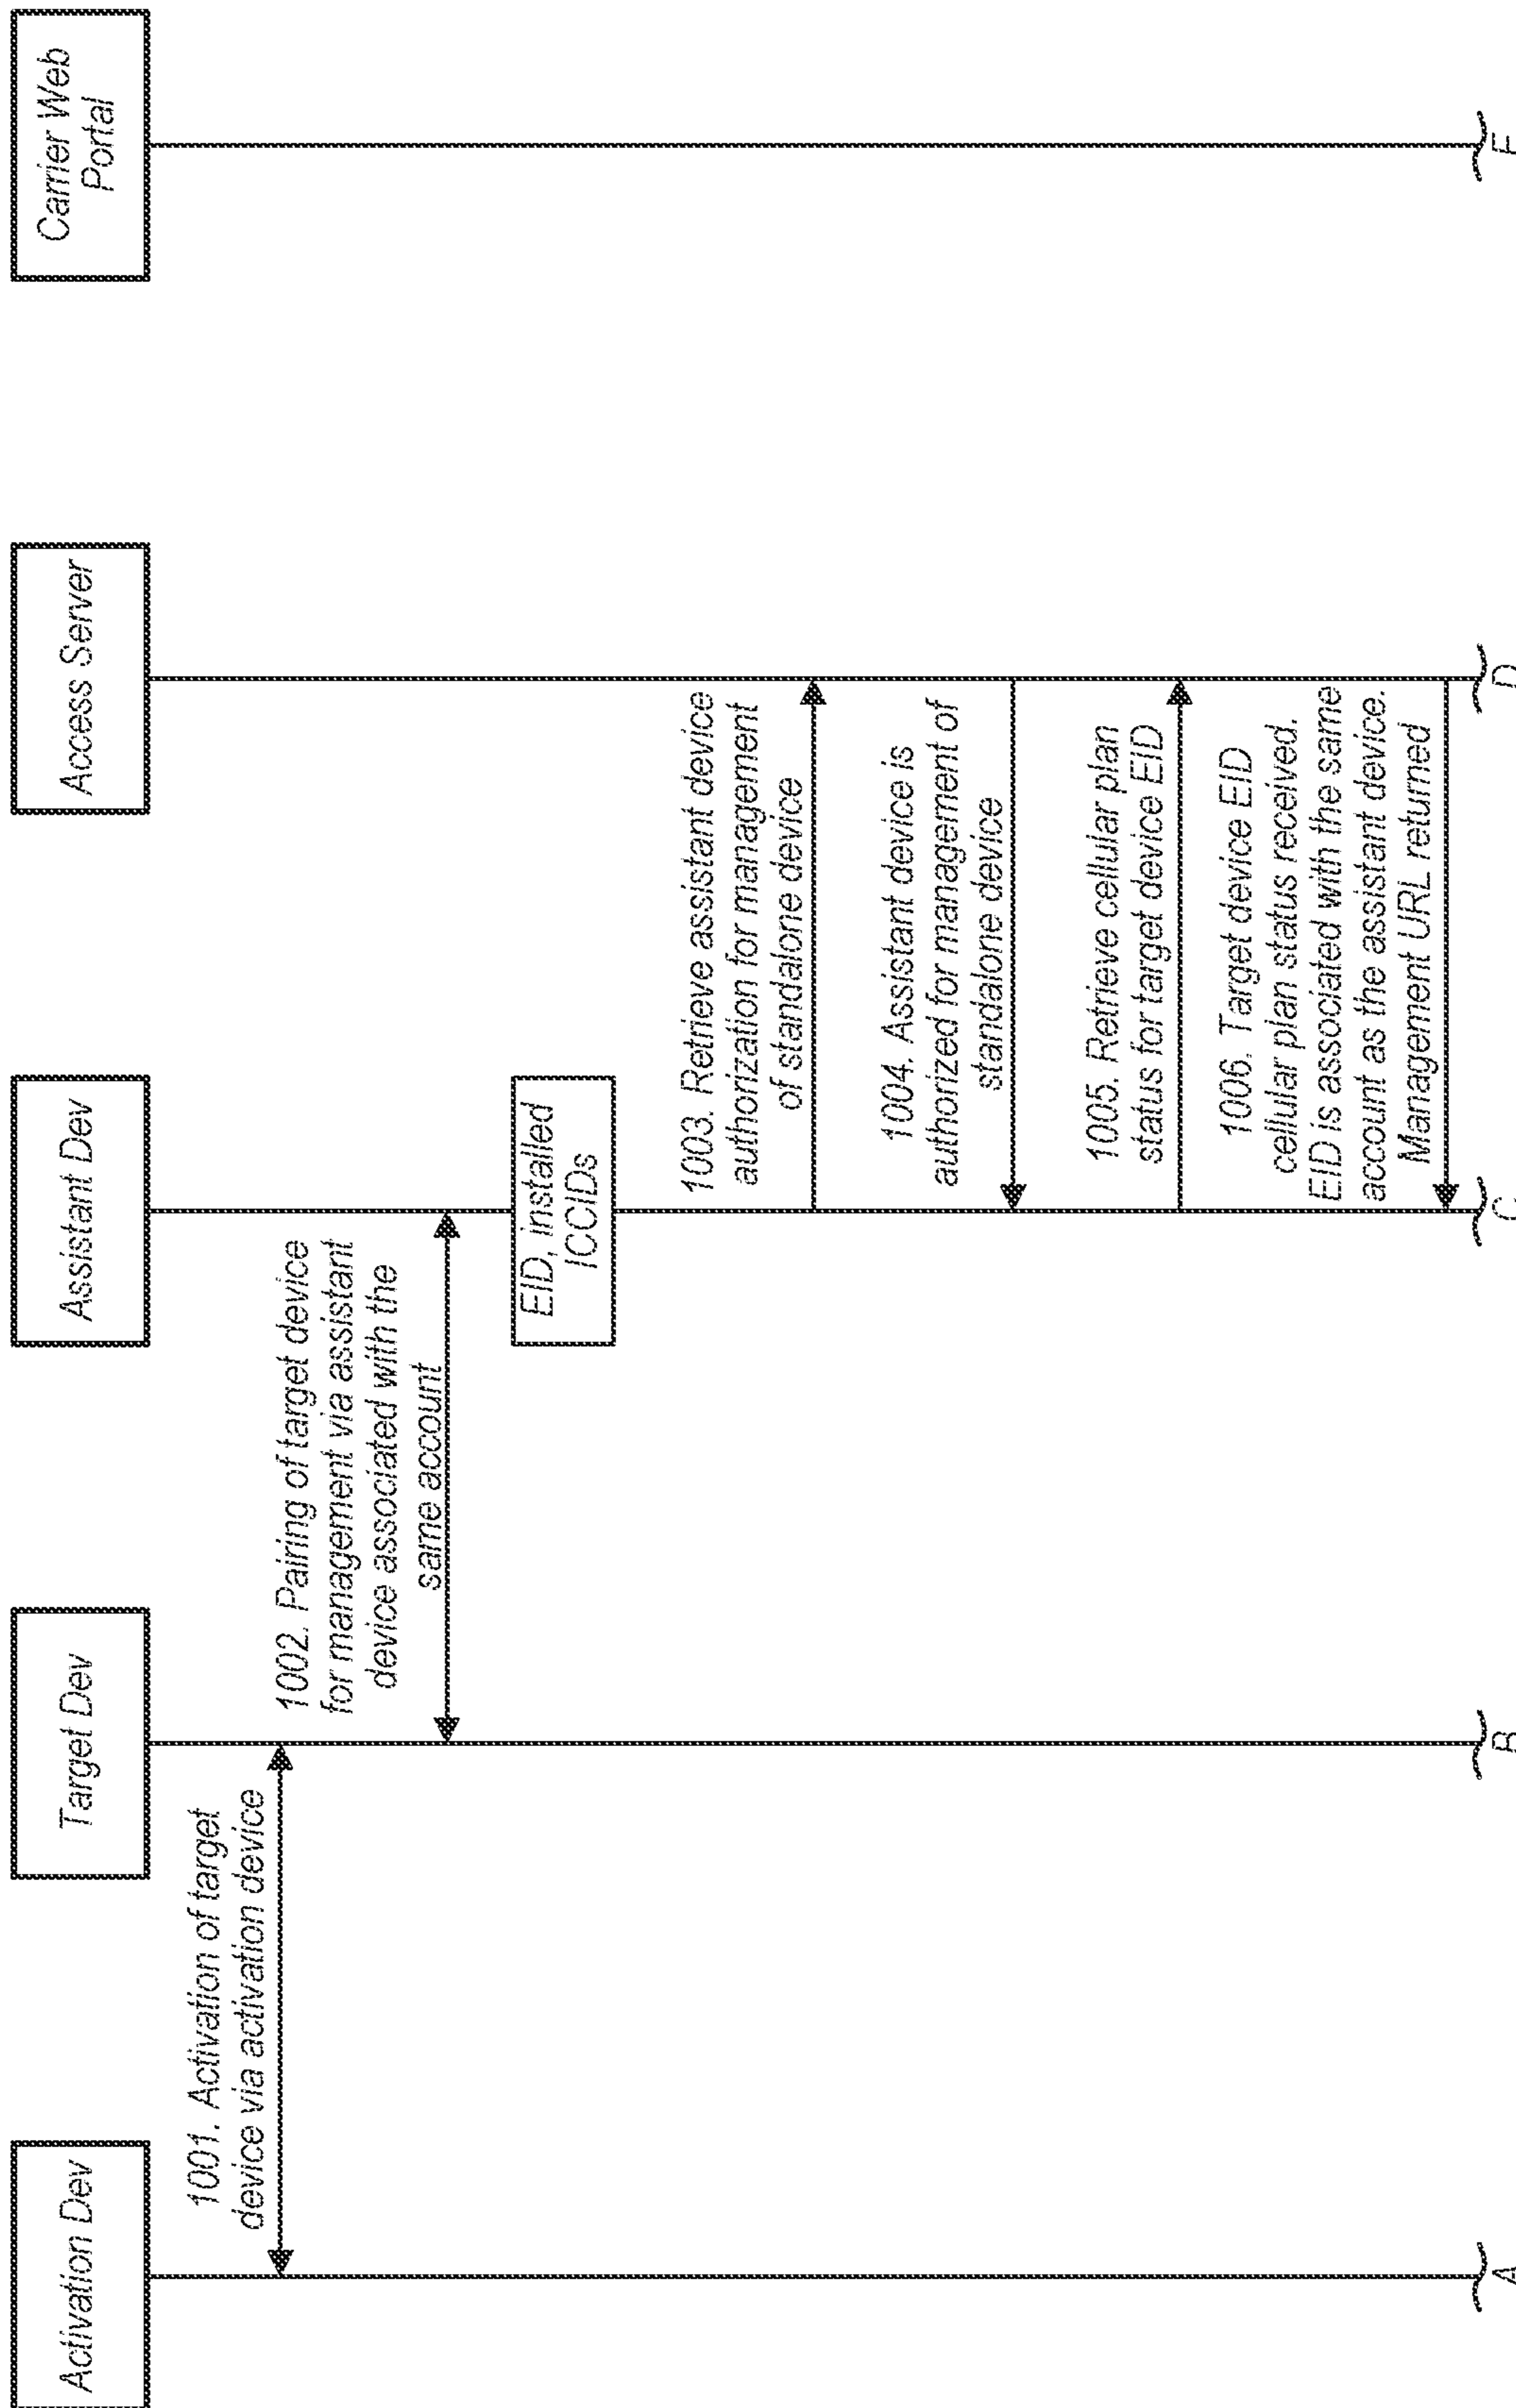 Activation Dev
Target Dev
Assistant Dev
Access Server
Carrier Web
Portal
1001. Activation of target
device via activation device
1002. Pairing of target device
for management via assistant
device associated with the
same account
EID, installed
ICCIDs
1003. Retrieve assistant device
authorization for management
of standalone device
1004. Assistant device is
authorized for management of
standalone device
1005. Retrieve cellular plan
status for target device EID
1006. Target device EID
cellular plan status received.
EID is associated with the same
account as the assistant device.
Management URL returned
A
B
C
D